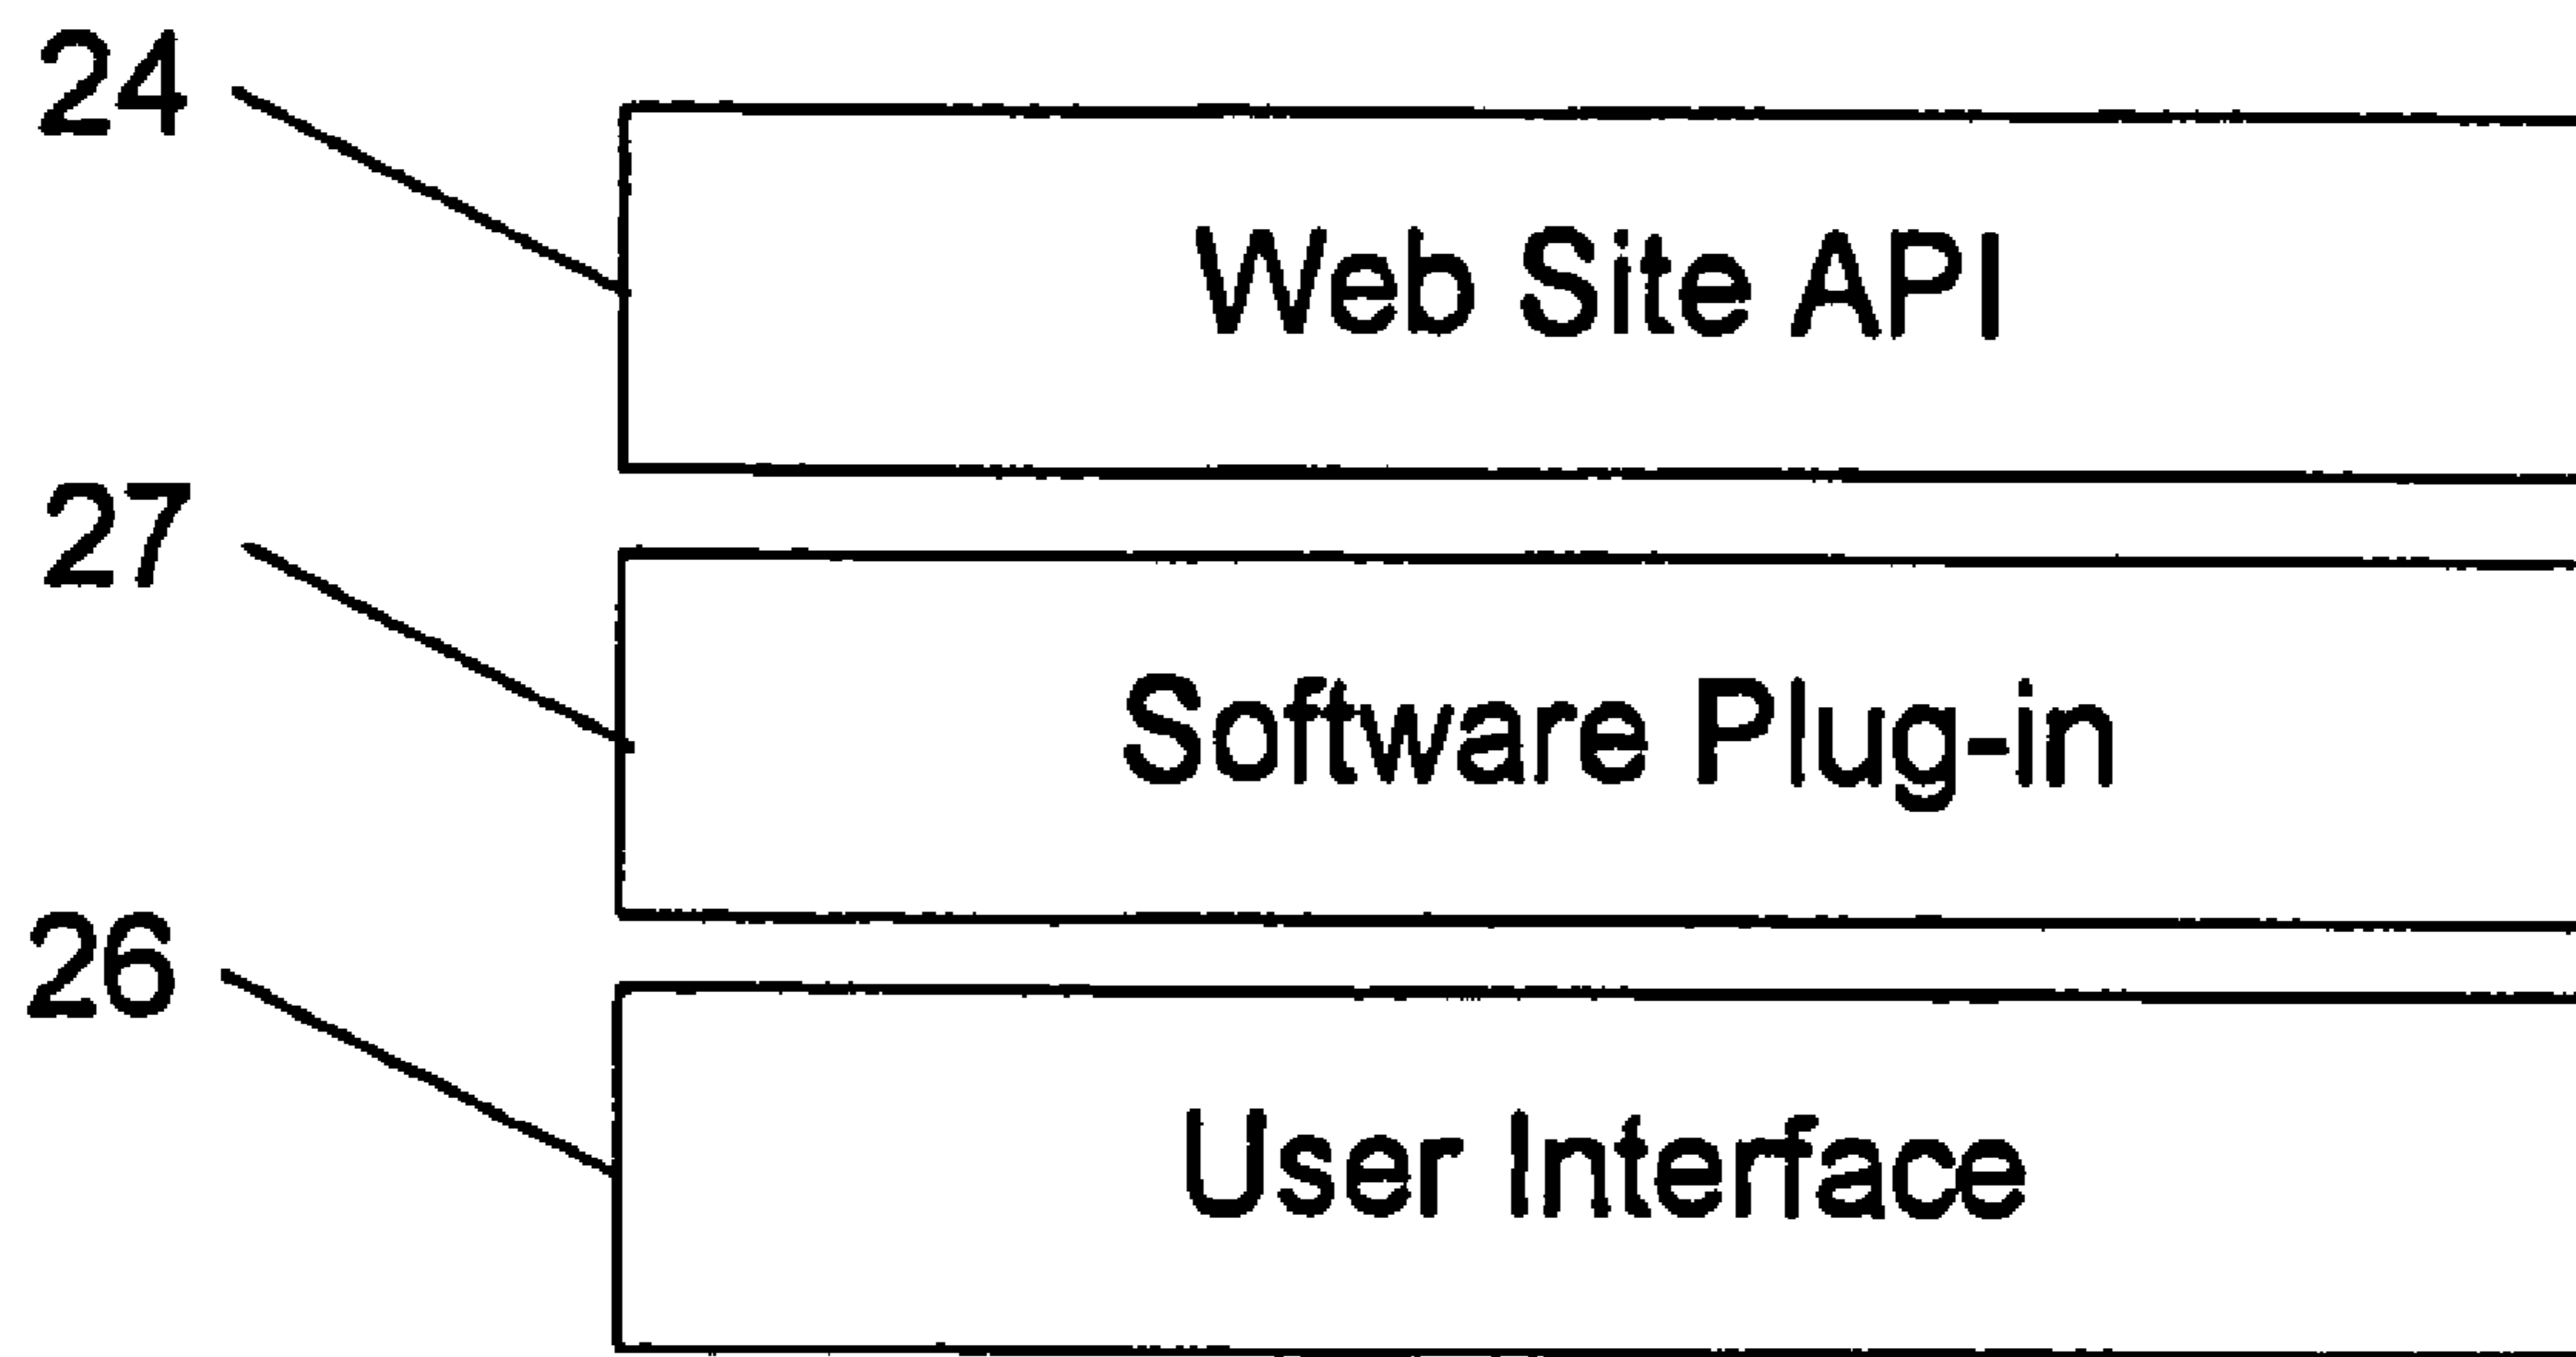 24
Web Site API
27
Software Plug-in
26
User Interface